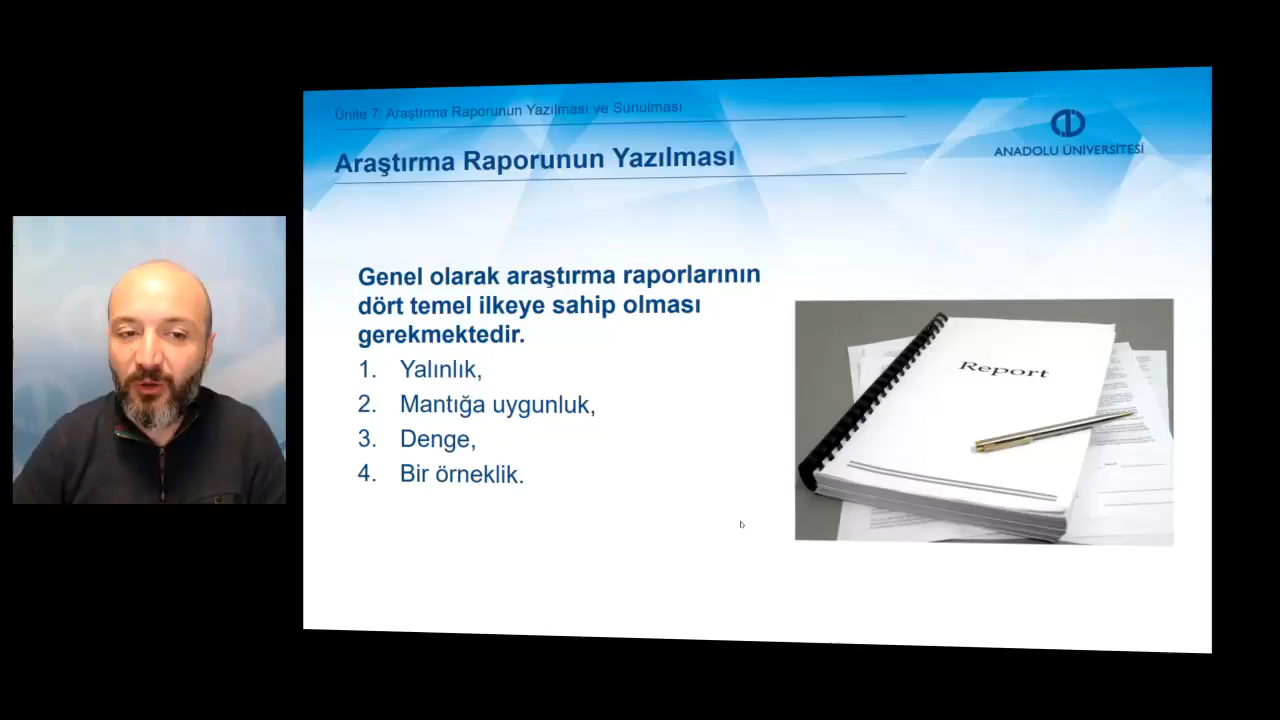 Ünite 7: Araştırma Raporunun Yazılması ve Sunulması
Araştırma Raporunun Yazılması
ANADOLU ÜNİVERSİTESİ
Genel olarak araştırma raporlarının
dört temel ilkeye sahip olması
gerekmektedir.
1. Yalınlık,
2. Mantığa uygunluk,
3. Denge,
4. Bir örneklik.
Report